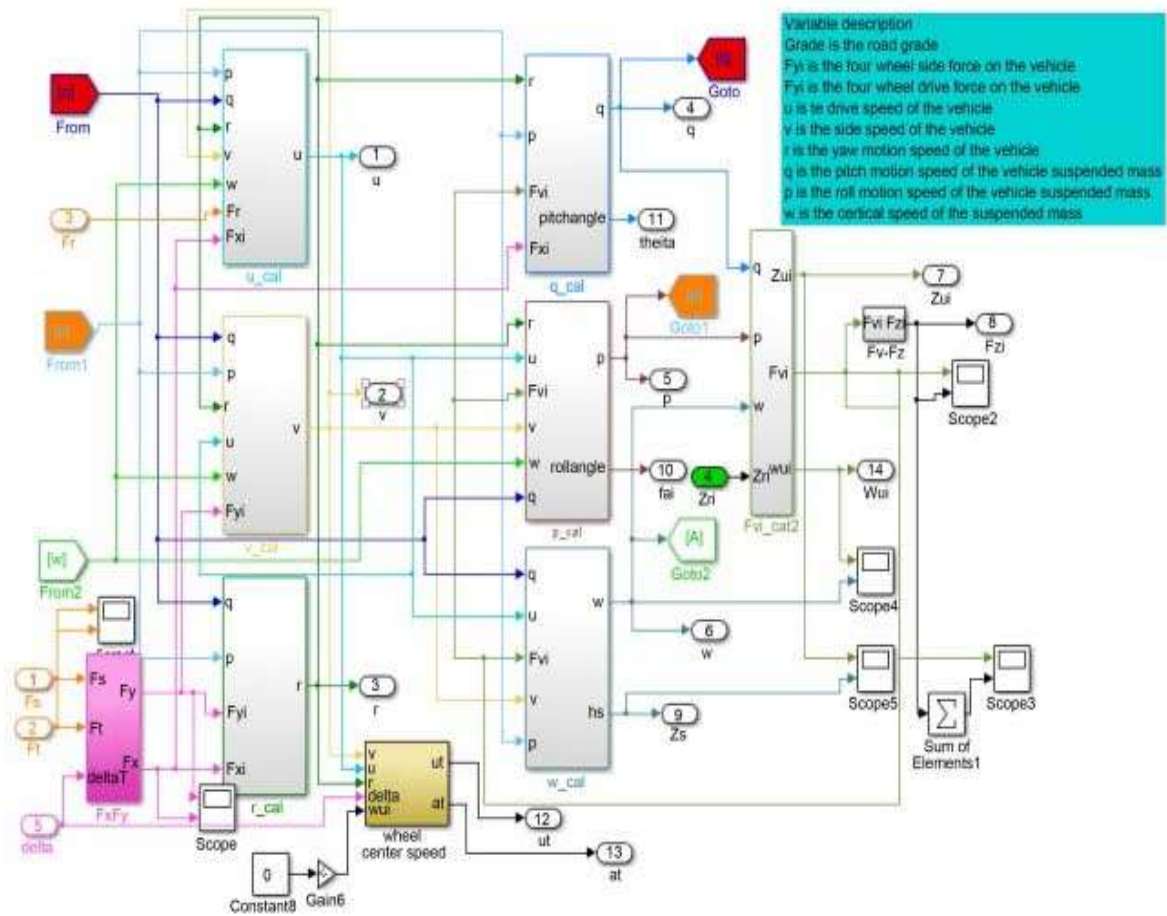 Variable description
Grade is the road grade
Fyi is the four wheel side force on the vehicle
Fyi is the four wheel drive force on the vehicle
u is te drive speed of the vehicle
v is the side speed of the vehicle
r is the yaw motion speed of the vehicle
q is the pitch motion speed of the vehicle suspended mass
p is the roll motion speed of the vehicle suspended mass
w is the certical speed of the suspended mass
From
3
Fr
From1
[w]
From2
1
Fs
2
Ft
5
delta
p
q
r
v
w
Fr
Fxi
u
u_cal
1
u
q
p
r
u
w
Fyi
v
v_cal
2
v
q
p
Fyi
Fxi
r
r_cal
3
r
Fs
Ft
deltaT
Fy
Fx
FxFy
Scope
0
Constant8
Gain6
v
u
r
delta
wui
ut
at
wheel
center speed
12
ut
13
at
r
p
Fvi
Fxi
q
pitchangle
q_cal
Goto
4
q
11
theita
r
u
Fvi
v
w
q
p
rollangle
p_cal
Goto1
5
p
10
fai
q
u
Fvi
v
p
w
hs
w_cal
[A]
Goto2
6
w
9
Zs
4
Zri
q
p
w
Zri
Zui
Fvi
wui
Fvi_cat2
7
Zui
Fvi Fzi
Fv-Fz
8
Fzi
Scope2
14
Wui
Scope4
Scope5
Scope3
Sum of
Elements1